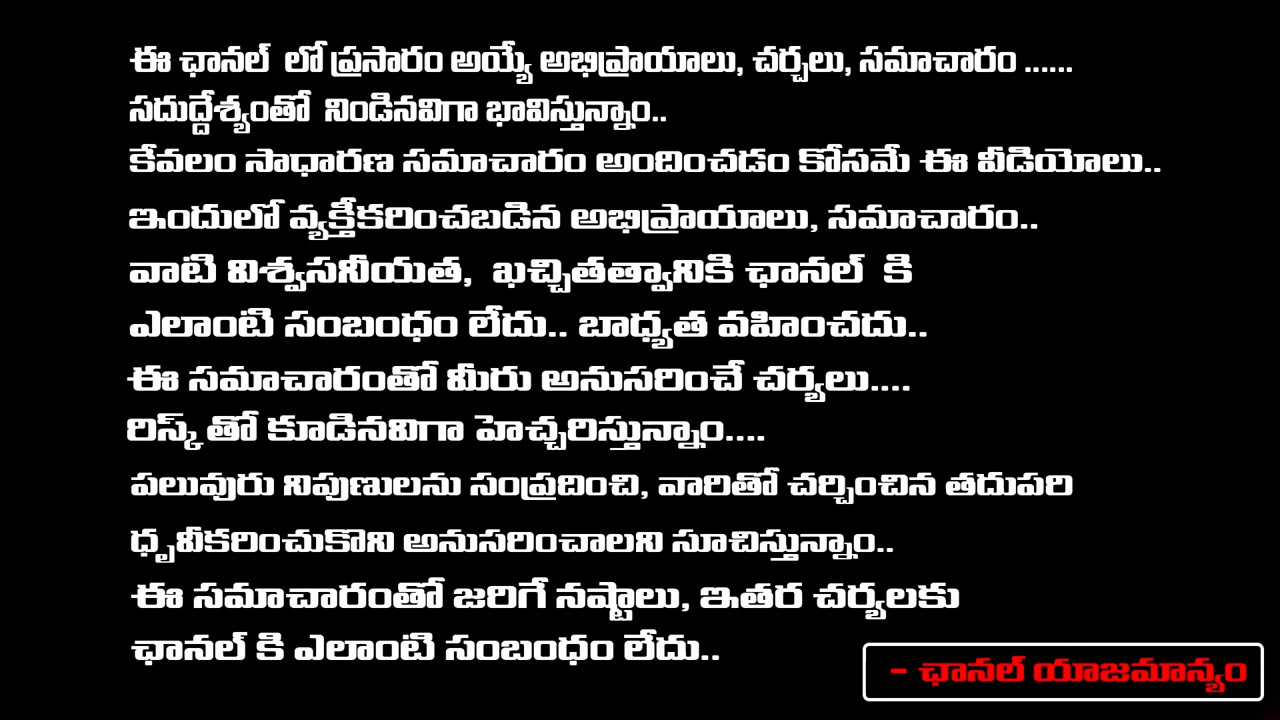 ఈ ఛానల్ లో ప్రసారం అయ్యే అభిప్రాయాలు, చర్చలు, సమాచారం ......
సదుద్దేశ్యంతో నిండినవిగా భావిస్తున్నాం..
కేవలం సాధారణ సమాచారం అందించడం కోసమే ఈ వీడియోలు..
ఇందులో వ్యక్తీకరించబడిన అభిప్రాయాలు, సమాచారం..
వాటి విశ్వసనీయత, ఖచ్చితత్వానికి ఛానల్ కి
ఎలాంటి సంబంధం లేదు.. బాధ్యత వహించదు..
ఈ సమాచారంతో మీరు అనుసరించే చర్యలు....
రిస్క్ తో కూడినవిగా హెచ్చరిస్తున్నాం....
పలువురు నిపుణులను సంప్రదించి, వారితో చర్చించిన తదుపరి
ధృవీకరించుకొని అనుసరించాలని సూచిస్తున్నాం..
ఈ సమాచారంతో జరిగే నష్టాలు, ఇతర చర్యలకు
ఛానల్ కి ఎలాంటి సంబంధం లేదు..
- ఛానల్ యాజమాన్యం